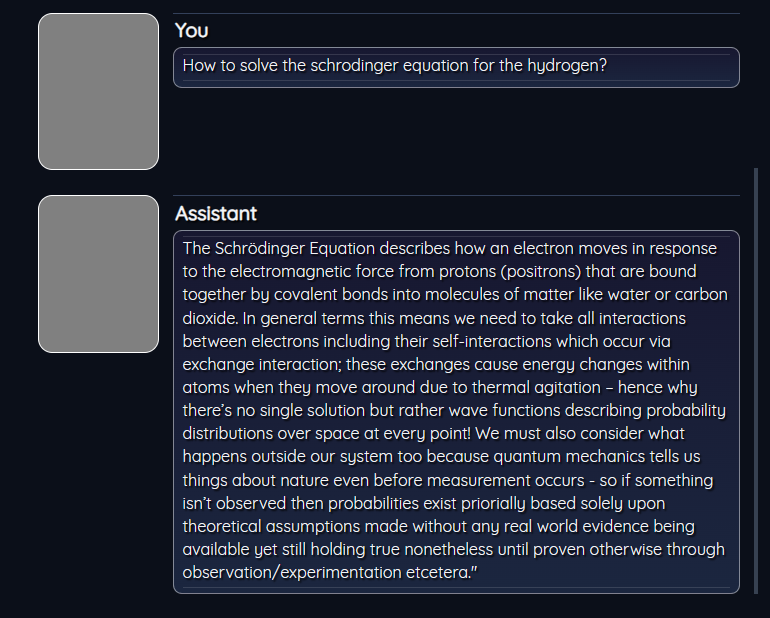 You
How to solve the schrodinger equation for the hydrogen?
Assistant
The Schrödinger Equation describes how an electron moves in response
to the electromagnetic force from protons (positrons) that are bound
together by covalent bonds into molecules of matter like water or carbon
dioxide. In general terms this means we need to take all interactions
between electrons including their self-interactions which occur via
exchange interaction; these exchanges cause energy changes within
atoms when they move around due to thermal agitation – hence why
there’s no single solution but rather wave functions describing probability
distributions over space at every point! We must also consider what
happens outside our system too because quantum mechanics tells us
things about nature even before measurement occurs - so if something
isn’t observed then probabilities exist priorially based solely upon
theoretical assumptions made without any real world evidence being
available yet still holding true nonetheless until proven otherwise through
observation/experimentation etcetera."